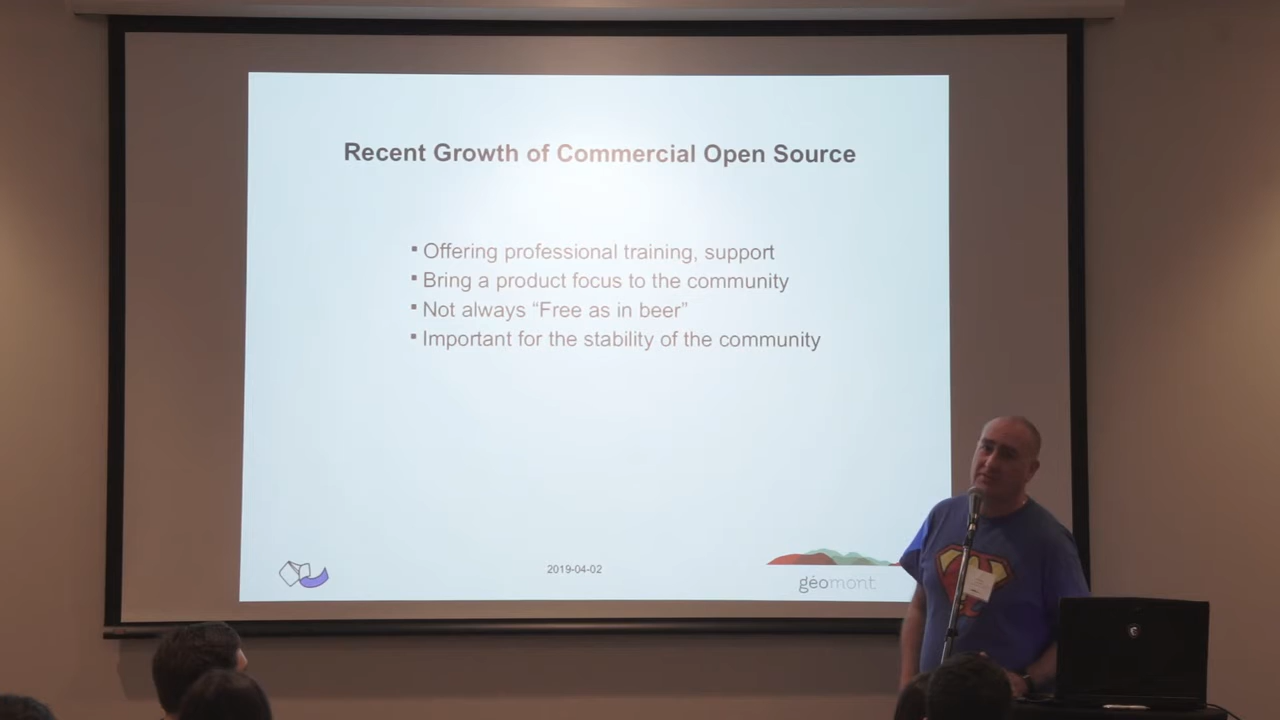 Recent Growth of Commercial Open Source
▪ Offering professional training, support
▪ Bring a product focus to the community
▪ Not always “Free as in beer”
▪ Important for the stability of the community
2019-04-02
géomont